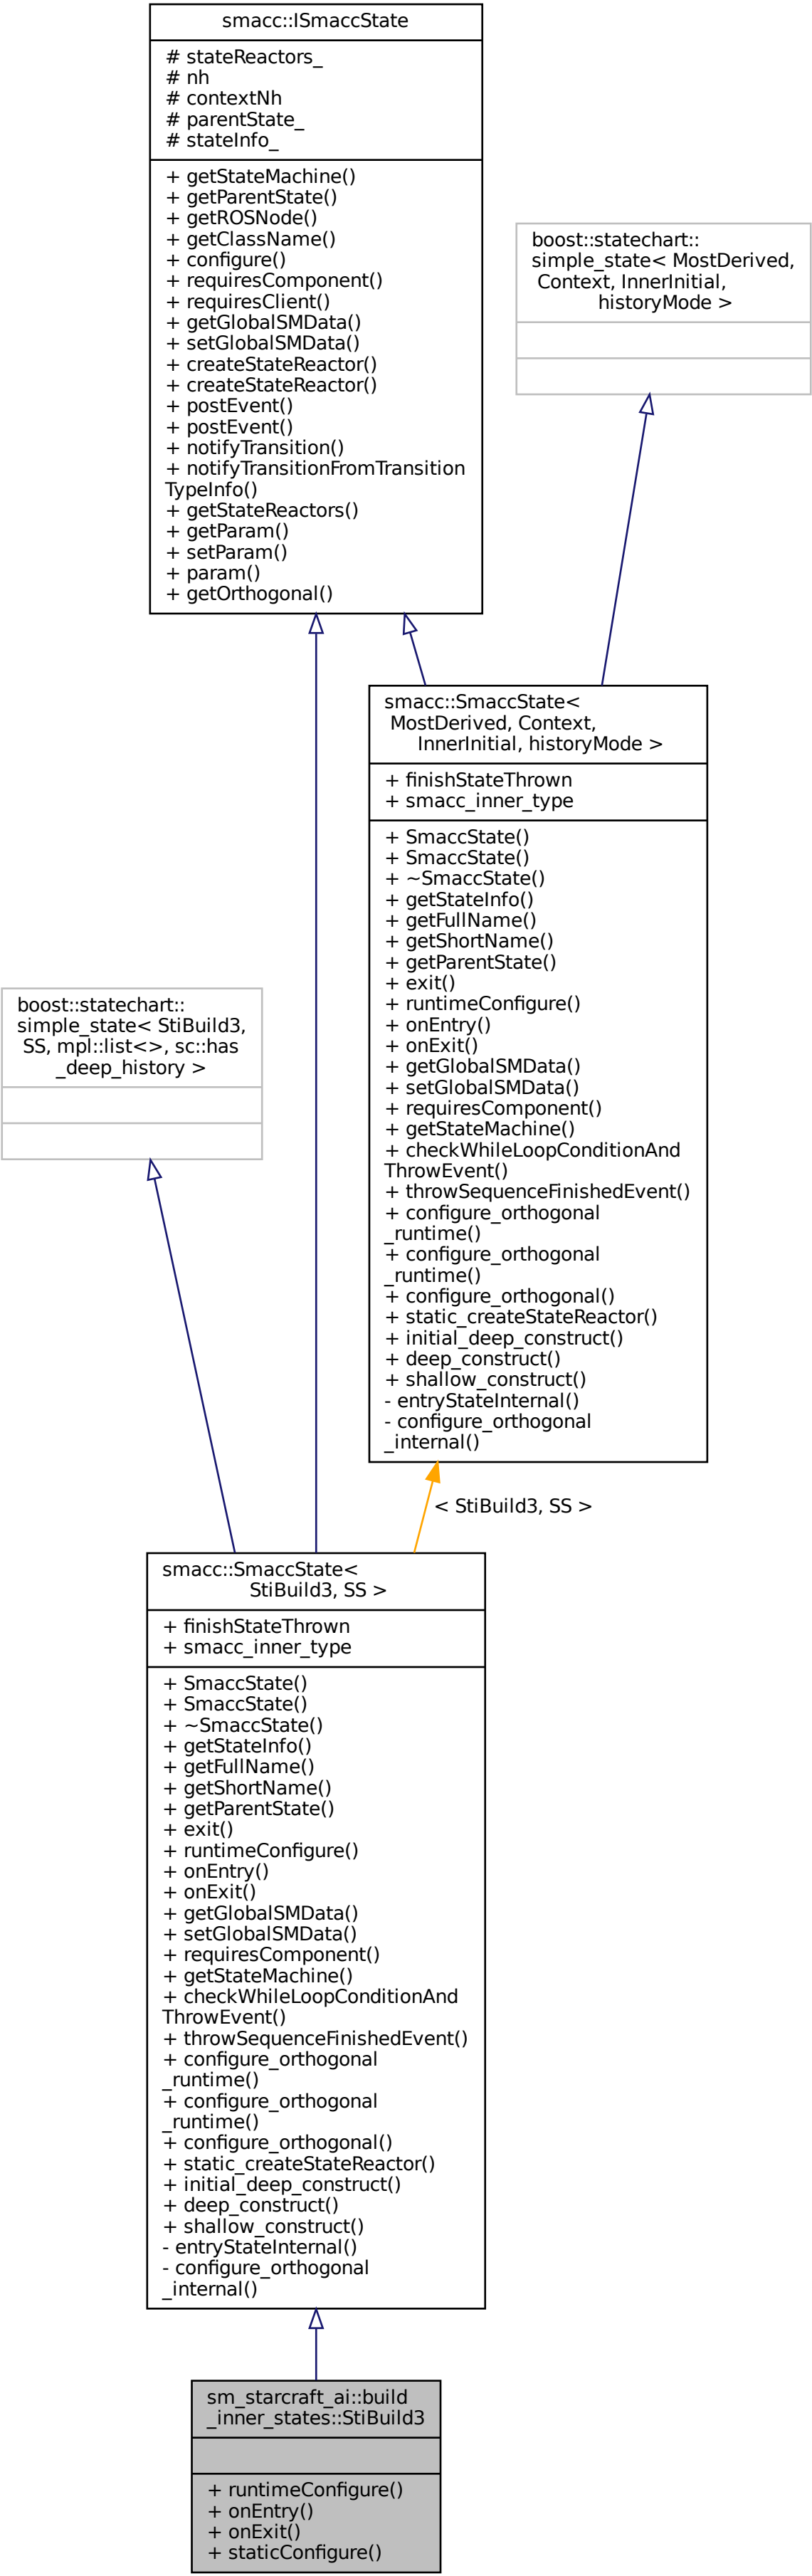 smacc::ISmaccState
# stateReactors_
# nh
# contextNh
# parentState_
# stateInfo_
+ getStateMachine()
+ getParentState()
+ getROSNode()
+ getClassName()
+ configure()
+ requiresComponent()
+ requiresClient()
+ getGlobalSMData()
+ setGlobalSMData()
+ createStateReactor()
+ createStateReactor()
+ postEvent()
+ postEvent()
+ notifyTransition()
+ notifyTransitionFromTransition
TypeInfo()
+ getStateReactors()
+ getParam()
+ setParam()
+ param()
+ getOrthogonal()
boost::statechart::
simple_state< MostDerived,
Context, InnerInitial,
historyMode >
smacc::SmaccState<
MostDerived, Context,
InnerInitial, historyMode >
+ finishStateThrown
+ smacc_inner_type
+ SmaccState()
+ SmaccState()
+ ~SmaccState()
+ getStateInfo()
+ getFullName()
+ getShortName()
+ getParentState()
+ exit()
+ runtimeConfigure()
+ onEntry()
+ onExit()
+ getGlobalSMData()
+ setGlobalSMData()
+ requiresComponent()
+ getStateMachine()
+ checkWhileLoopConditionAnd
ThrowEvent()
+ throwSequenceFinishedEvent()
+ configure_orthogonal
_runtime()
+ configure_orthogonal
_runtime()
+ configure_orthogonal()
+ static_createStateReactor()
+ initial_deep_construct()
+ deep_construct()
+ shallow_construct()
- entryStateInternal()
- configure_orthogonal
_internal()
boost::statechart::
simple_state< StiBuild3,
SS, mpl::list<>, sc::has
_deep_history >
< StiBuild3, SS >
smacc::SmaccState<
StiBuild3, SS >
+ finishStateThrown
+ smacc_inner_type
+ SmaccState()
+ SmaccState()
+ ~SmaccState()
+ getStateInfo()
+ getFullName()
+ getShortName()
+ getParentState()
+ exit()
+ runtimeConfigure()
+ onEntry()
+ onExit()
+ getGlobalSMData()
+ setGlobalSMData()
+ requiresComponent()
+ getStateMachine()
+ checkWhileLoopConditionAnd
ThrowEvent()
+ throwSequenceFinishedEvent()
+ configure_orthogonal
_runtime()
+ configure_orthogonal
_runtime()
+ configure_orthogonal()
+ static_createStateReactor()
+ initial_deep_construct()
+ deep_construct()
+ shallow_construct()
- entryStateInternal()
- configure_orthogonal
_internal()
sm_starcraft_ai::build
_inner_states::StiBuild3
+ runtimeConfigure()
+ onEntry()
+ onExit()
+ staticConfigure()